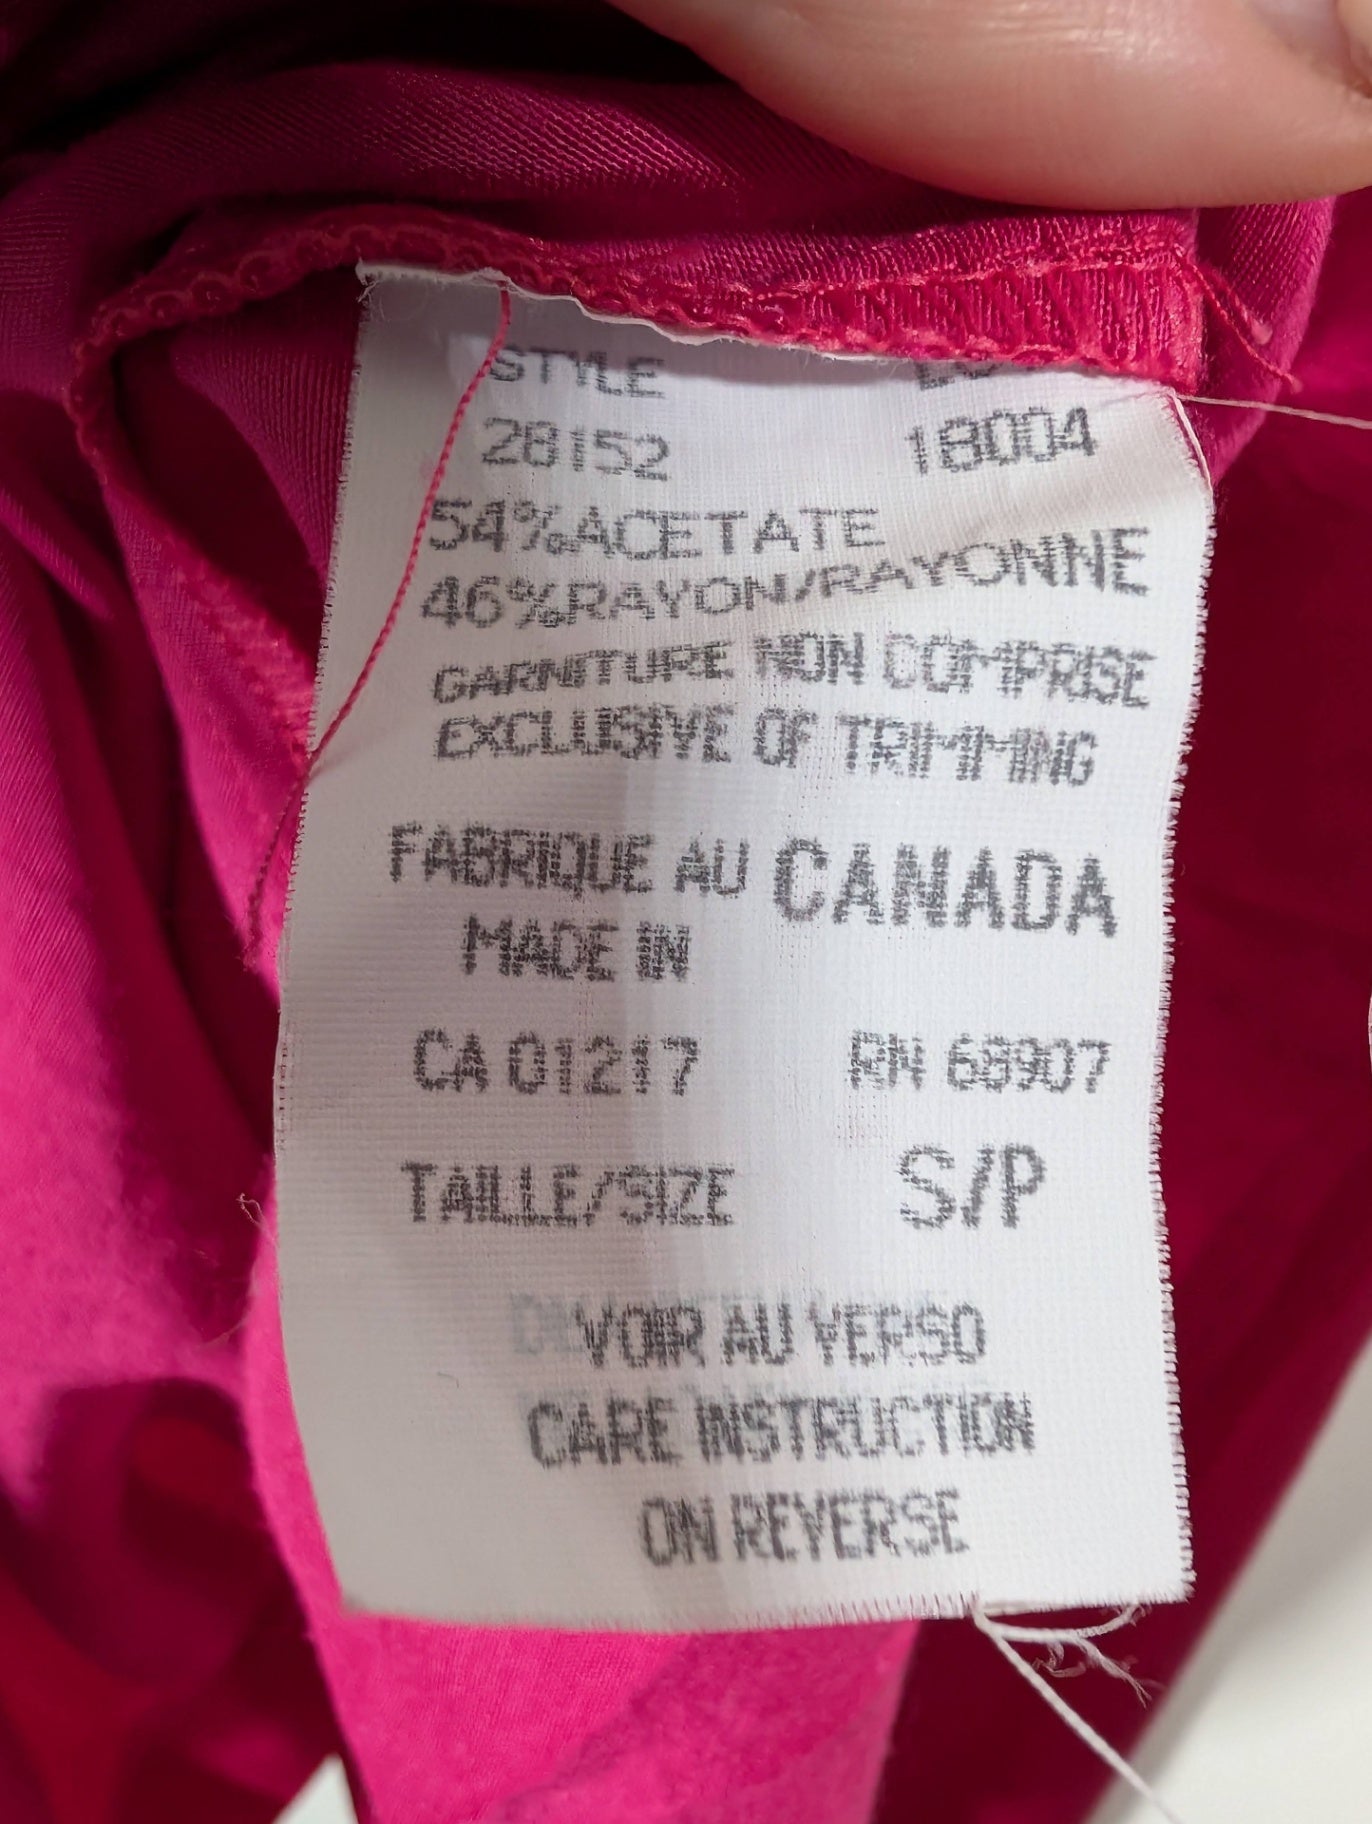 STYLE
28152 18004
54%ACETATE
46%RAYON/RAYONNE
GARNITURE NON COMPRISE
EXCLUSIVE OF TRIMMING
FABRIQUE AU CANADA
MADE IN
CA 01217 RN 68907
TAILLE/SIZE S/P
VOIR AU VERSO
CARE INSTRUCTION
ON REVERSE